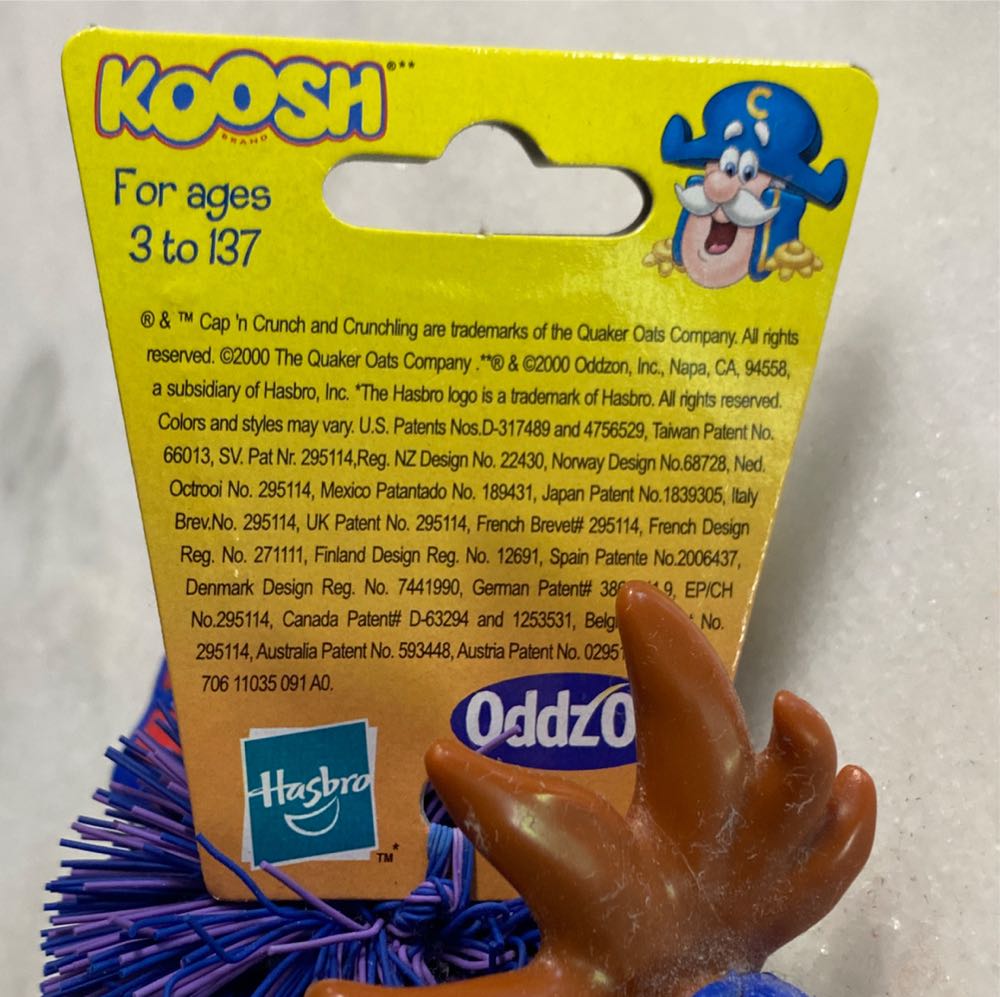 KOOSH®**
BRAND
C
For ages
3 to 137
® & ™ Cap 'n Crunch and Crunchling are trademarks of the Quaker Oats Company. All rights
reserved. ©2000 The Quaker Oats Company .**® & ©2000 Oddzon, Inc., Napa, CA, 94558,
a subsidiary of Hasbro, Inc. *The Hasbro logo is a trademark of Hasbro. All rights reserved.
Colors and styles may vary. U.S. Patents Nos.D-317489 and 4756529, Taiwan Patent No.
66013, SV. Pat Nr. 295114,Reg. NZ Design No. 22430, Norway Design No.68728, Ned.
Octrooi No. 295114, Mexico Patantado No. 189431, Japan Patent No.1839305, Italy
Brev.No. 295114, UK Patent No. 295114, French Brevet# 295114, French Design
Reg. No. 271111, Finland Design Reg. No. 12691, Spain Patente No.2006437,
Denmark Design Reg. No. 7441990, German Patent# EP/CH
No.295114, Canada Patent# D-63294 and 1253531, No.
295114, Australia Patent No. 593448, Austria Patent No.
706 11035 091 A0.
OddzO
Hasbro
TM*